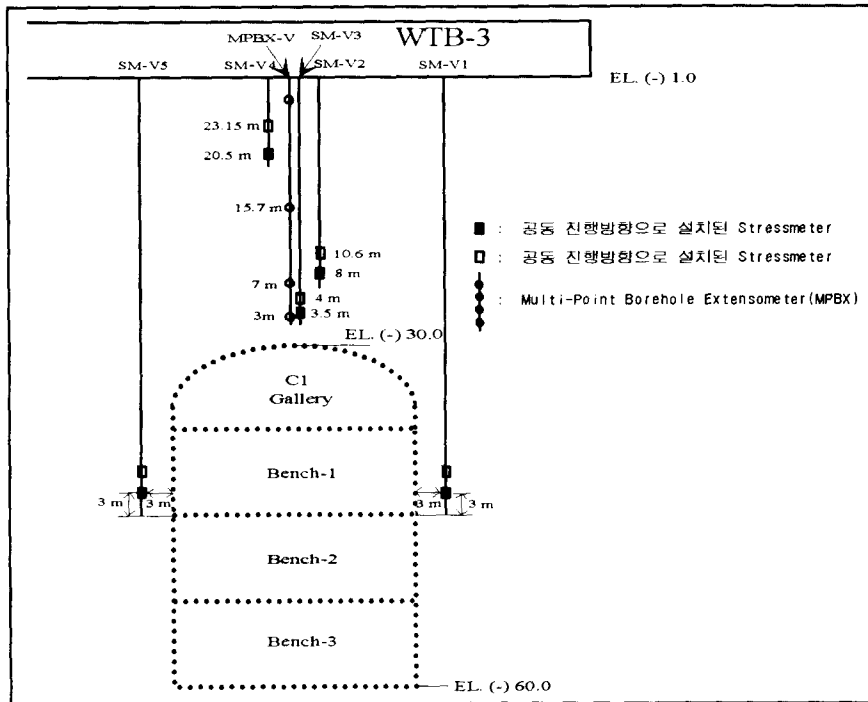 WTB-3
MPBX-V
SM-V3
SM-V5
SM-V4
SM-V2
SM-V1
EL. (-) 1.0
23.15 m
20.5 m
15.7 m
10.6 m
8 m
7 m
4 m
3m
3.5 m
: 공동 진행방향으로 설치된 Stressmeter
: 공동 진행방향으로 설치된 Stressmeter
: Multi-Point Borehole Extensometer(MPBX)
EL. (-) 30.0
C1
Gallery
Bench-1
3 m
3 m
3 m
3 m
Bench-2
Bench-3
EL. (-) 60.0